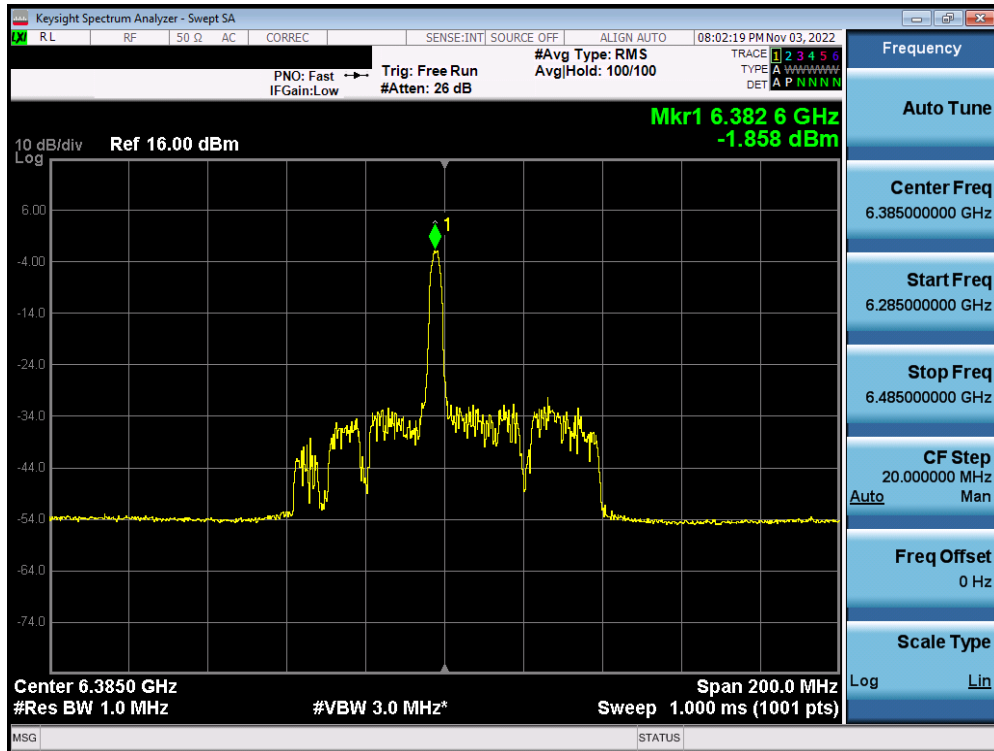 Keysight Spectrum Analyzer - Swept SA
LXI RL RF 50 Ω AC CORREC SENSE:INT SOURCE OFF ALIGN AUTO 08:02:19 PM Nov 03, 2022
PNO: Fast Trig: Free Run #Avg Type: RMS TRACE 1 2 3 4 5 6
IFGain:Low #Atten: 26 dB Avg|Hold: 100/100 TYPE A WWWWW
DET A P N N N N
Mkr1 6.382 6 GHz
-1.858 dBm
10 dB/div Ref 16.00 dBm
Log
1
6.00
-4.00
-14.0
-24.0
-34.0
-44.0
-54.0
-64.0
-74.0
Center 6.3850 GHz Span 200.0 MHz
#Res BW 1.0 MHz #VBW 3.0 MHz* Sweep 1.000 ms (1001 pts)
MSG STATUS
Frequency
Auto Tune
Center Freq
6.385000000 GHz
Start Freq
6.285000000 GHz
Stop Freq
6.485000000 GHz
CF Step
20.000000 MHz
Auto Man
Freq Offset
0 Hz
Scale Type
Log Lin